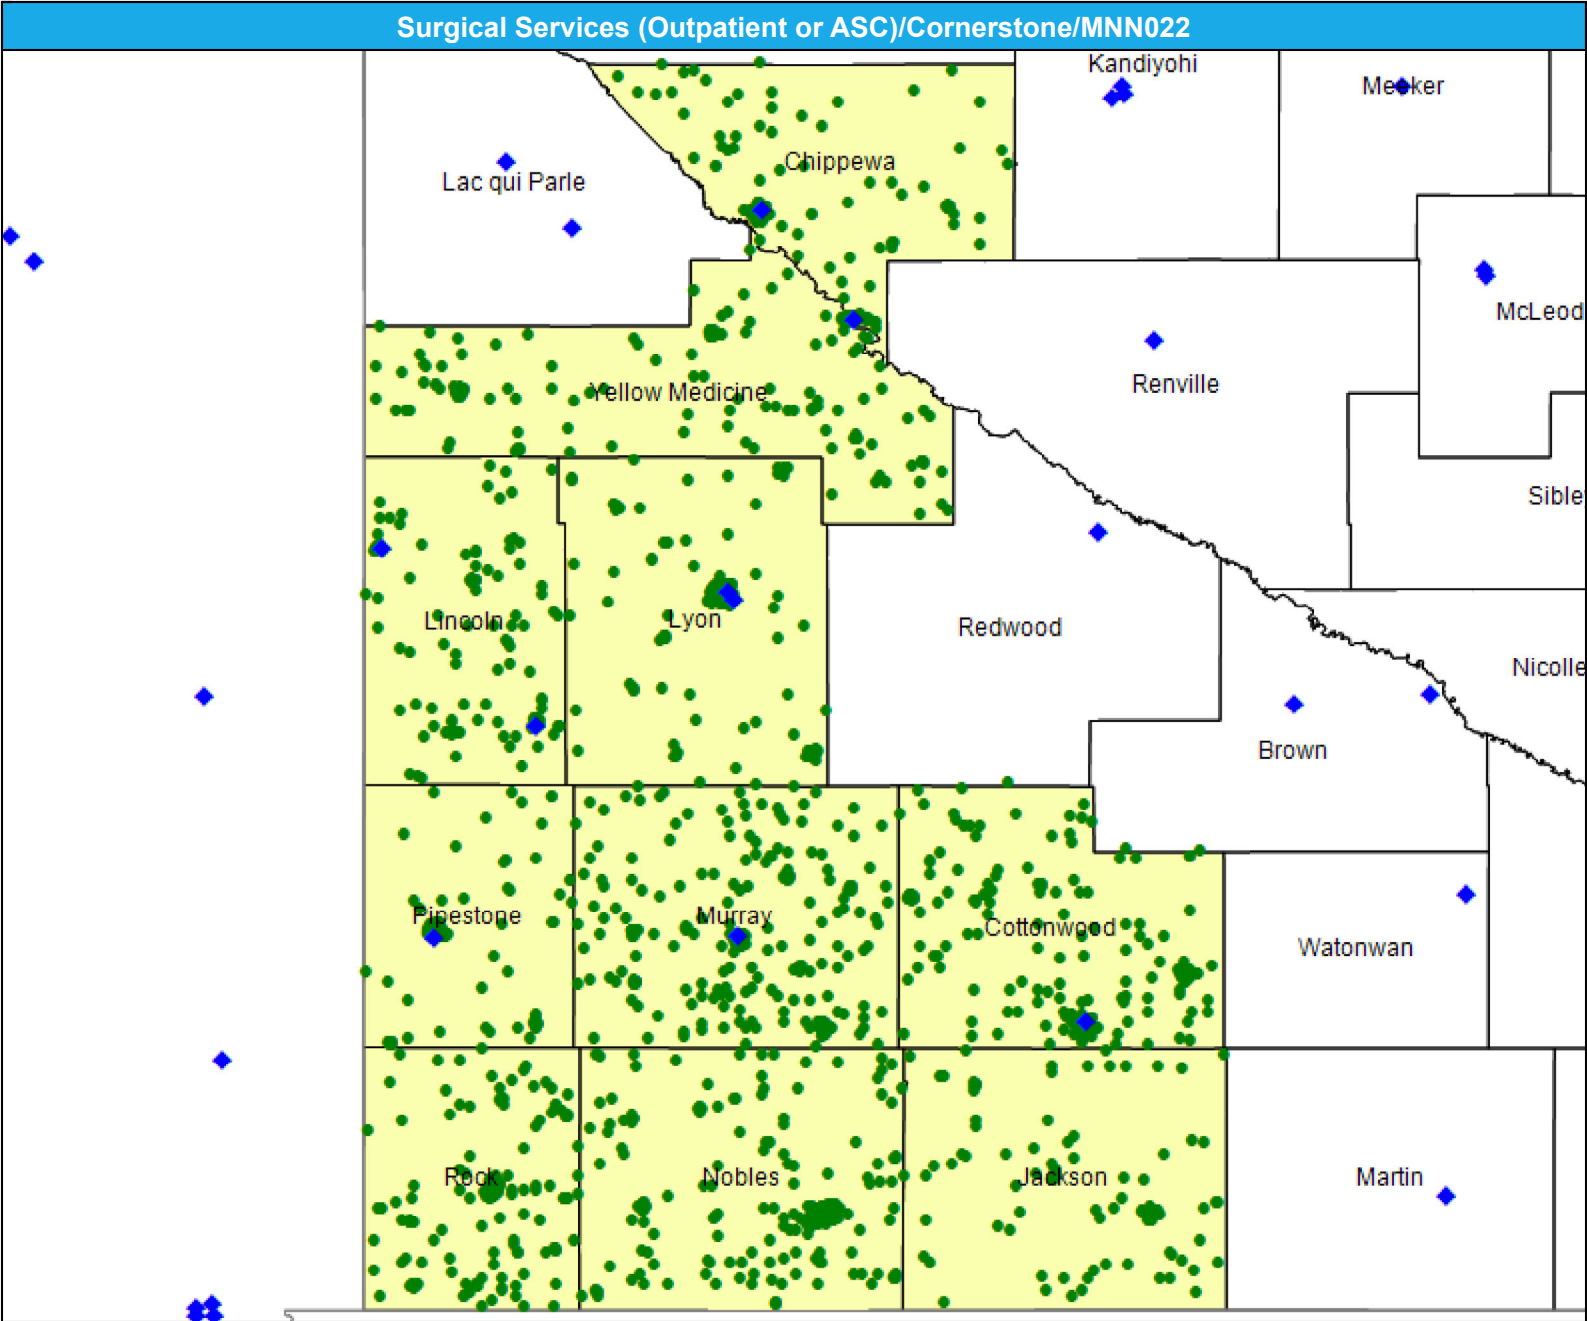 Surgical Services (Outpatient or ASC)/Cornerstone/MNN022
Kandiyohi
Meeker
Chippewa
Lac qui Parle
McLeod
Renville
Yellow Medicine
Sible
Lincoln
Lyon
Redwood
Nicolle
Brown
Pipestone
Murray
Cottonwood
Watonwan
Rock
Nobles
Jackson
Martin